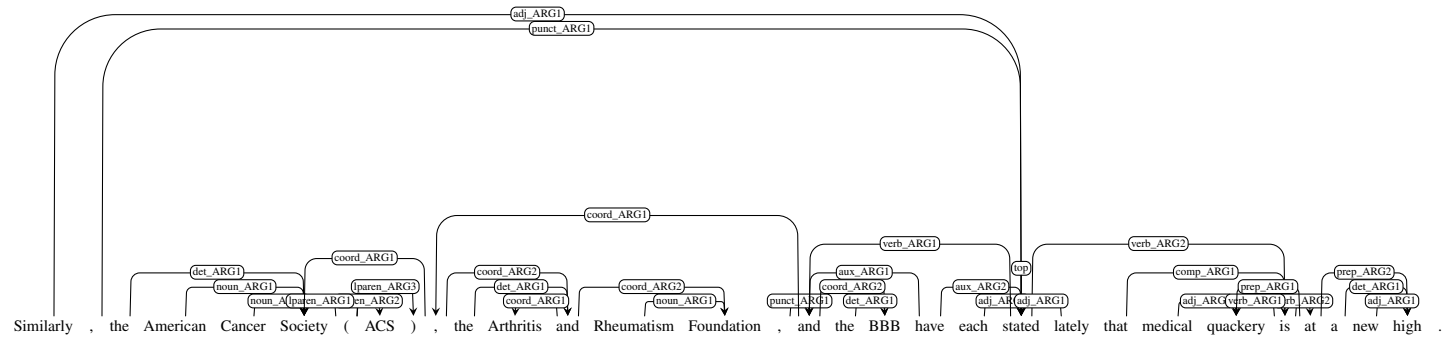 adj_ARG1
punct_ARG1
coord_ARG1
verb_ARG1 verb_ARG2
coord_ARG1
top
det_ARG1 coord_ARG2 aux_ARG1 comp_ARG1 prep_ARG2
noun_ARG1 lparen_ARG3 det_ARG1 coord_ARG2 coord_ARG2 aux_ARG2 prep_ARG1 det_ARG1
lparen_ARG1 coord_ARG1 noun_ARG1 punct_ARG1 det_ARG1 adj_ARG1 verb_ARG1 adj_ARG1
Similarly , the American Cancer Society ( ACS ) , the Arthritis and Rheumatism Foundation , and the BBB have each stated lately that medical quackery is at a new high .